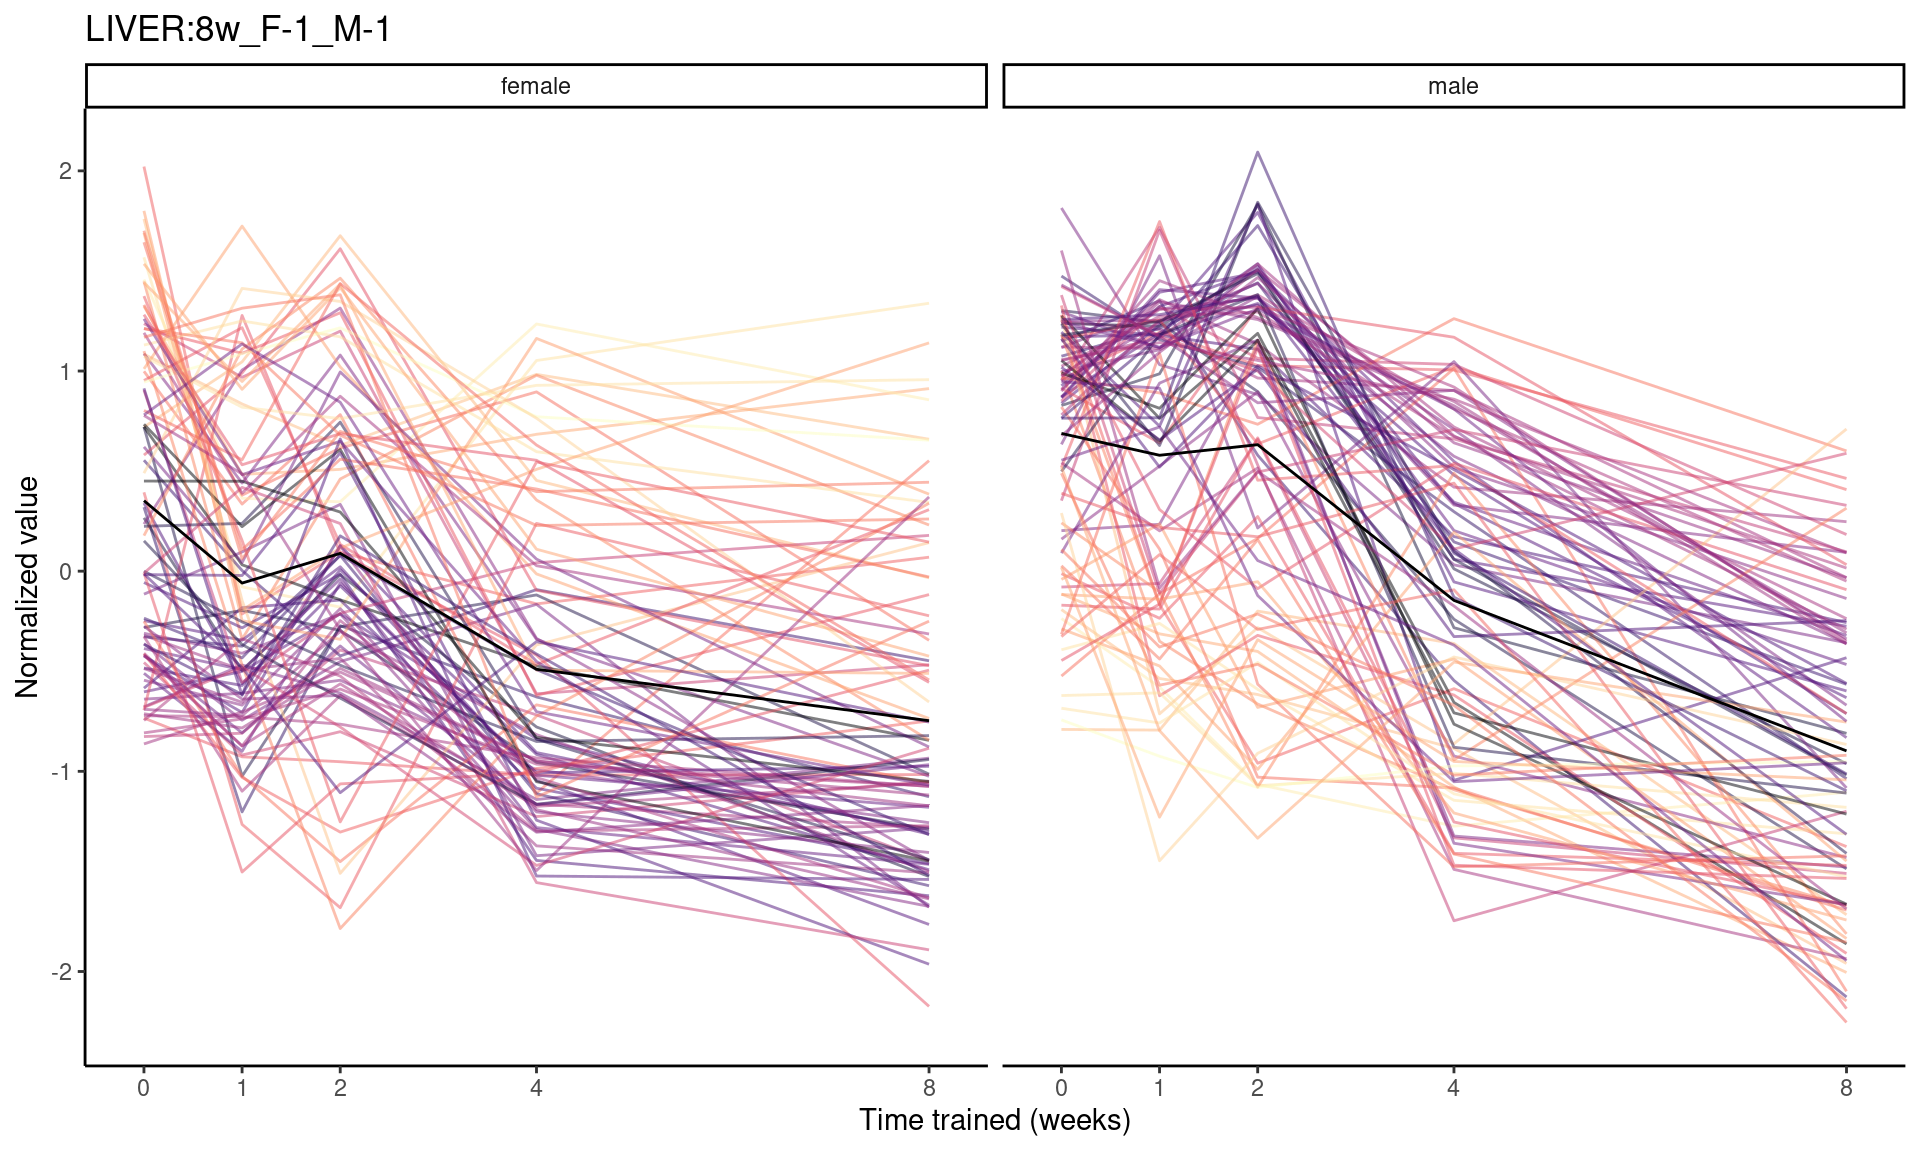 LIVER:8w_F-1_M-1
female
male
Normalized value
2
1
0
-1
-2
0 1 2 4 8
0 1 2 4 8
Time trained (weeks)